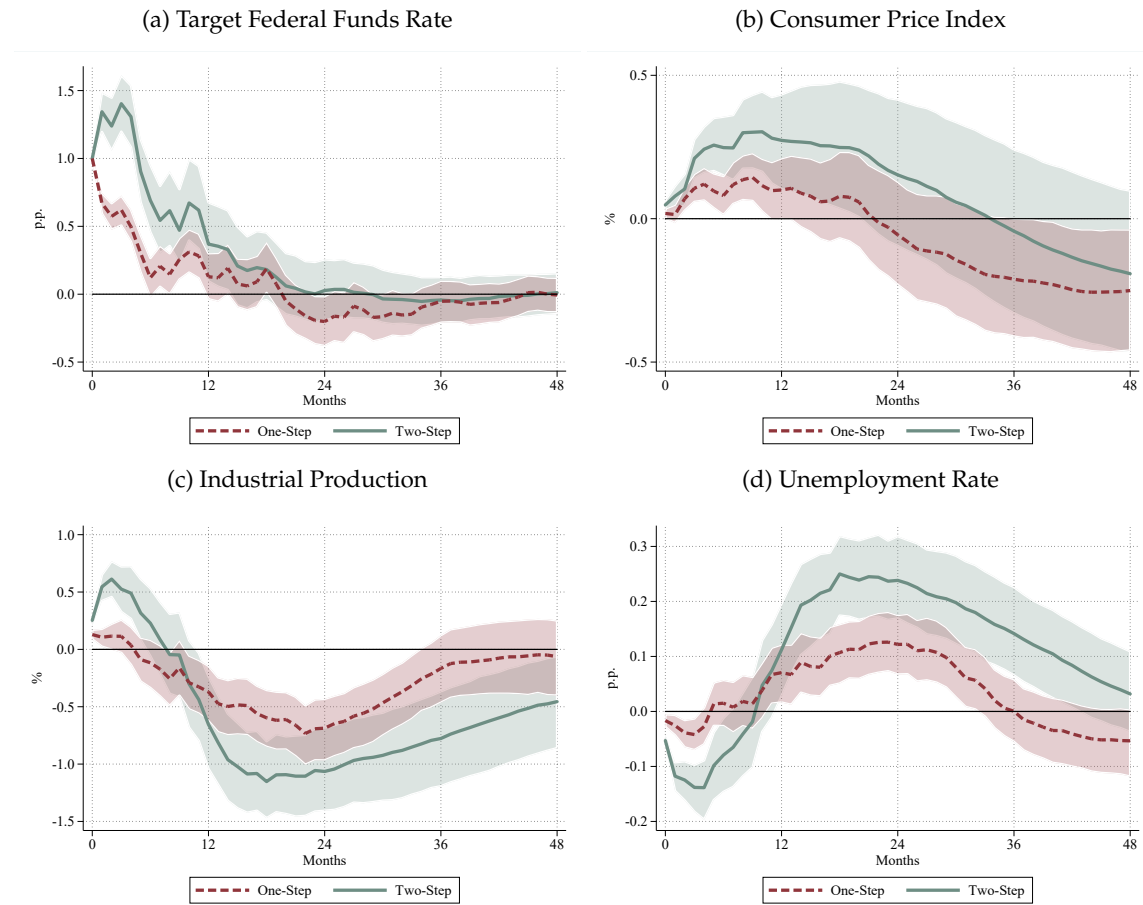 (a) Target Federal Funds Rate
(b) Consumer Price Index
1.5
1.0
0.5
0.0
-0.5
p.p.
0 12 24 36 48
Months
One-Step Two-Step
0.5
0.0
-0.5
%
0 12 24 36 48
Months
One-Step Two-Step
(c) Industrial Production
(d) Unemployment Rate
1.0
0.5
0.0
-0.5
-1.0
-1.5
%
0 12 24 36 48
Months
One-Step Two-Step
0.3
0.2
0.1
0.0
-0.1
-0.2
p.p.
0 12 24 36 48
Months
One-Step Two-Step